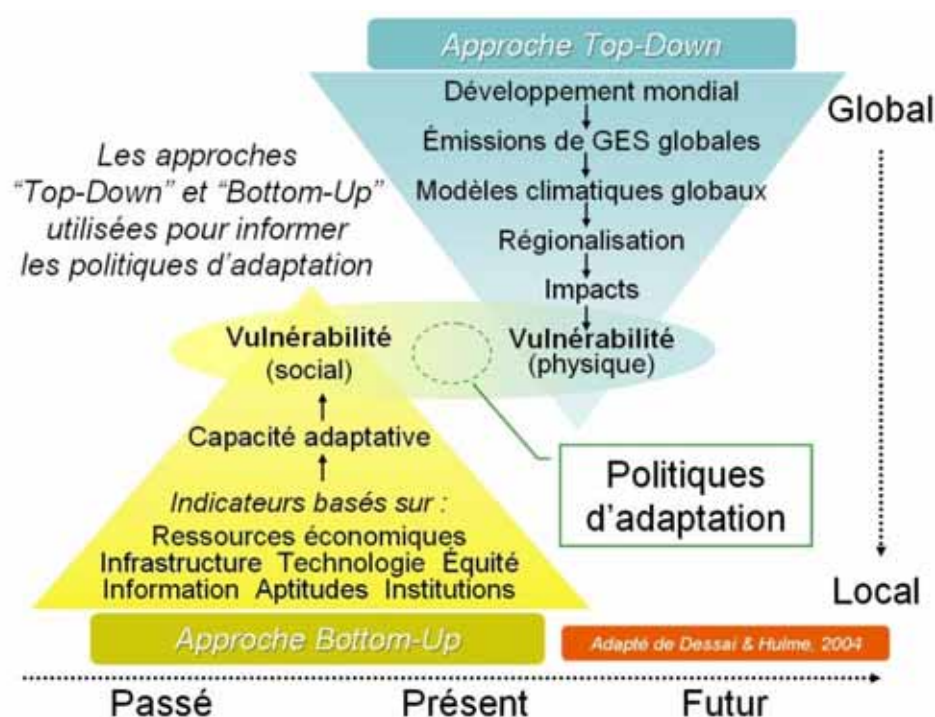 Approche Top-Down
Développement mondial
Émissions de GES globales
Modèles climatiques globaux
Régionalisation
Impacts
Vulnérabilité
(physique)
Global
Local
Les approches
“Top-Down” et “Bottom-Up”
utilisées pour informer
les politiques d’adaptation
Vulnérabilité
(social)
Capacité adaptative
Indicateurs basés sur :
Ressources économiques
Infrastructure Technologie Équité
Information Aptitudes Institutions
Politiques
d’adaptation
Approche Bottom-Up
Adapté de Dessai & Hulme, 2004
Passé Présent Futur